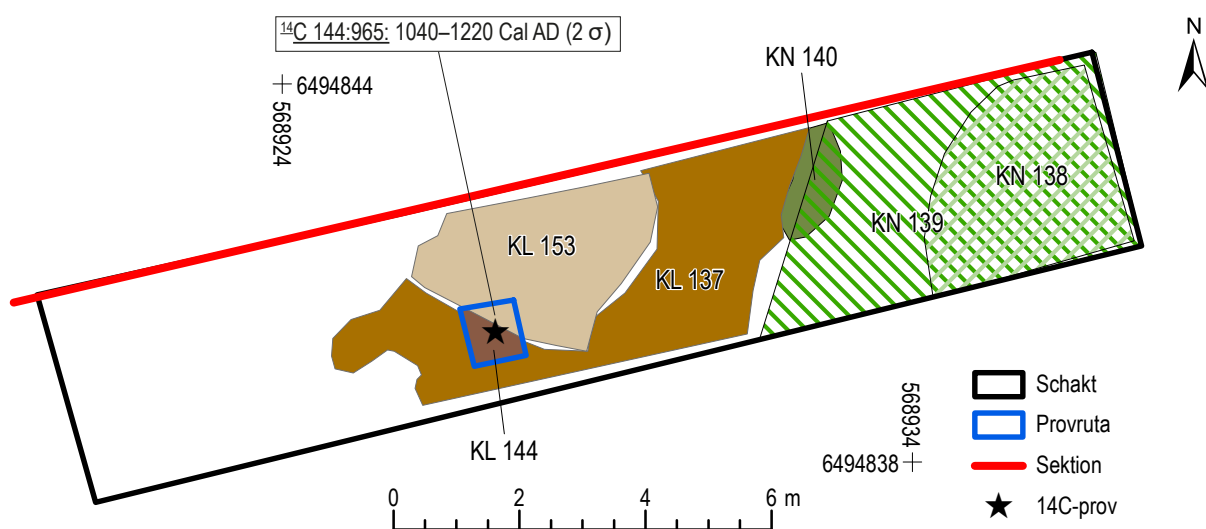 ¹⁴C 144:965: 1040–1220 Cal AD (2 σ)
N
KN 140
6494844
568924
KN 138
KN 139
KL 153
KL 137
KL 144
568934
6494838
Schakt
Provruta
Sektion
14C-prov
0 2 4 6 m